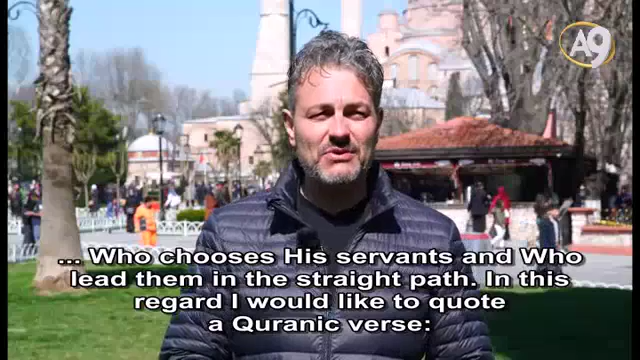 A9
... Who chooses His servants and Who
lead them in the straight path. In this
regard I would like to quote
a Quranic verse: